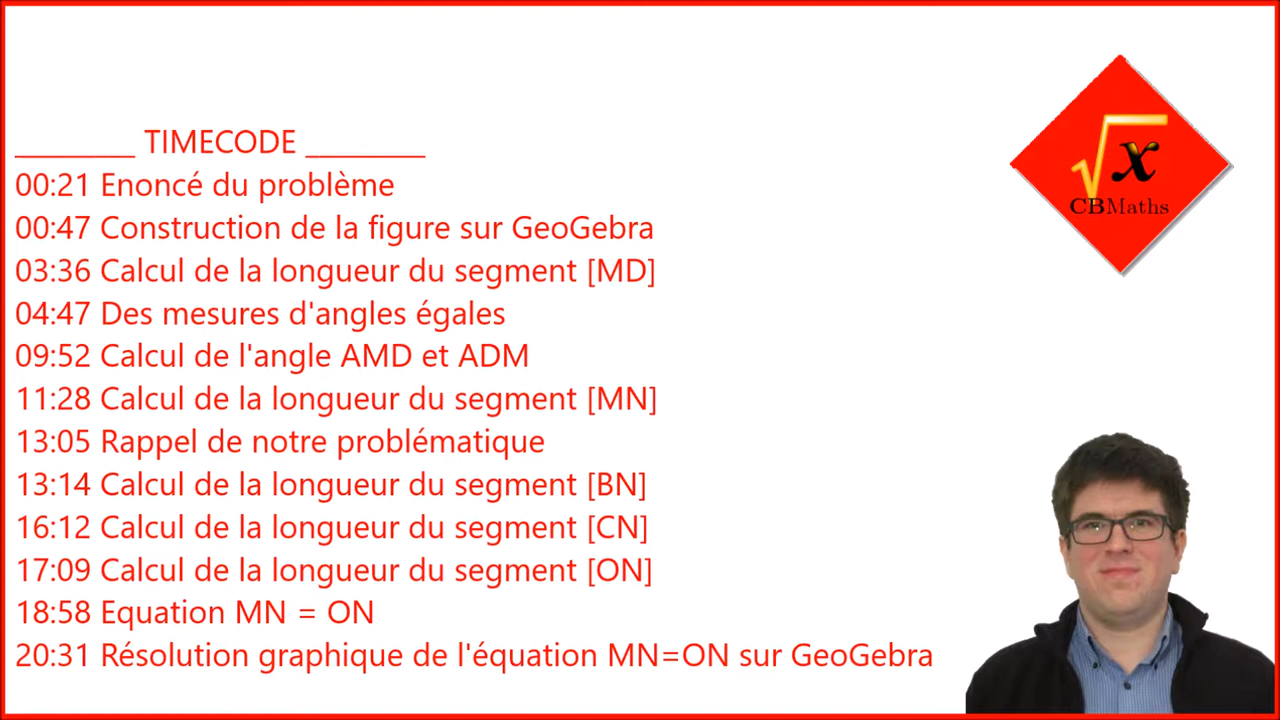 ________ TIMECODE ________
00:21 Enoncé du problème
00:47 Construction de la figure sur GeoGebra
03:36 Calcul de la longueur du segment [MD]
04:47 Des mesures d'angles égales
09:52 Calcul de l'angle AMD et ADM
11:28 Calcul de la longueur du segment [MN]
13:05 Rappel de notre problématique
13:14 Calcul de la longueur du segment [BN]
16:12 Calcul de la longueur du segment [CN]
17:09 Calcul de la longueur du segment [ON]
18:58 Equation MN = ON
20:31 Résolution graphique de l'équation MN=ON sur GeoGebra
√x
CBMaths